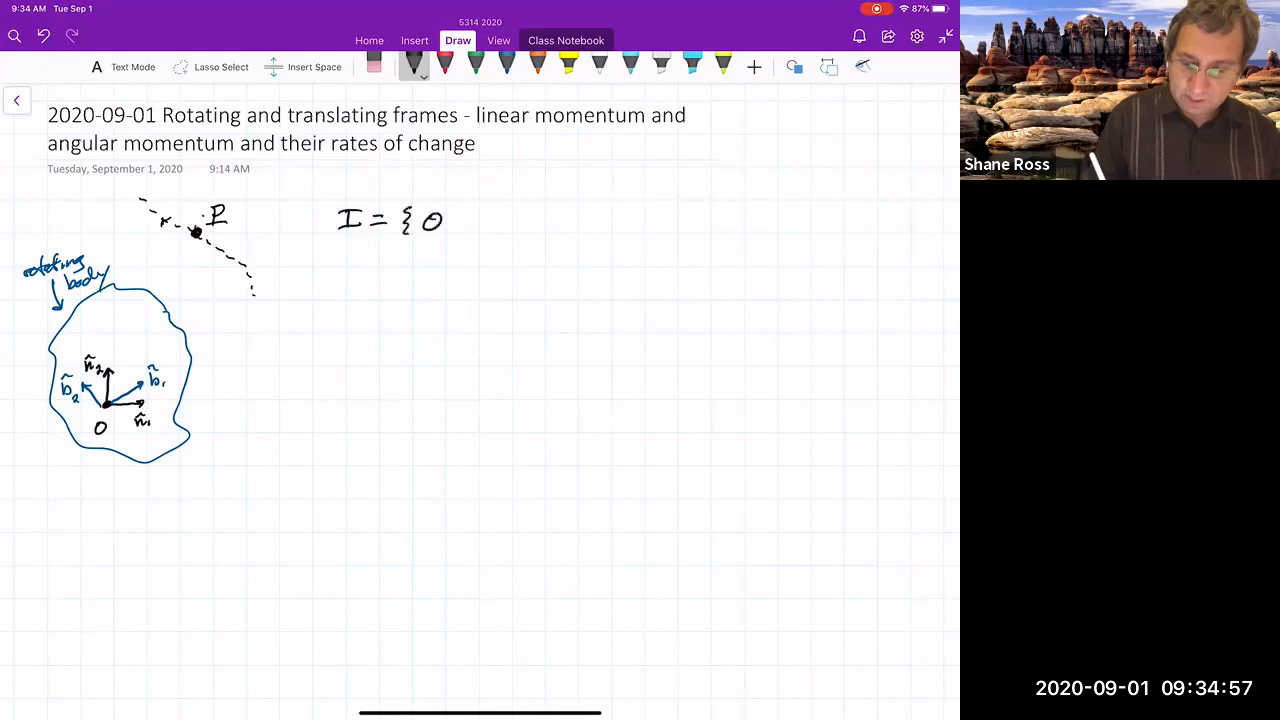 9:34 AM Tue Sep 1
87%
5314 2020
Home Insert Draw View Class Notebook
A Text Mode Lasso Select Insert Space
2020-09-01 Rotating and translating frames - linear momentum and
angular momentum and their rates of change
Tuesday, September 1, 2020 9:14 AM
P
I = { O
rotating
body
n̂₂
b̂₂
b̂₁
n̂₁
O
Shane Ross
2020-09-01 09:34:57